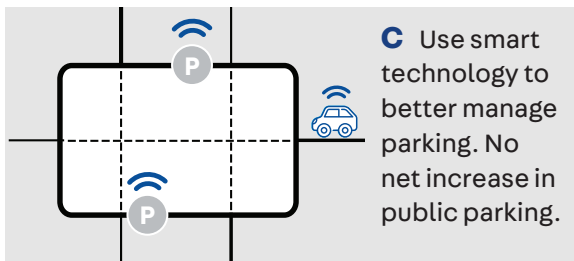 P
C Use smart
technology to
better manage
parking. No
net increase in
public parking.
P